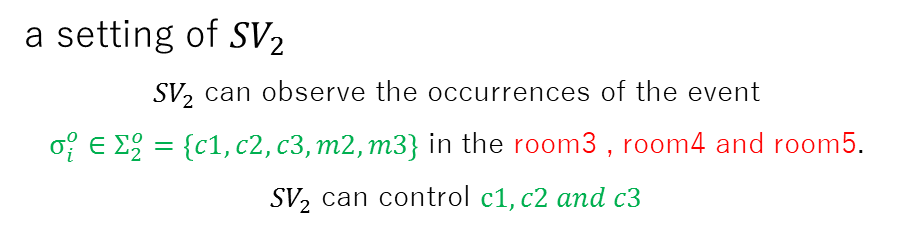 a setting of SV₂
SV₂ can observe the occurrences of the event
σᵢᵒ ∈ Σ₂ᵒ = {c1, c2, c3, m2, m3} in the room3 , room4 and room5.
SV₂ can control c1, c2 and c3